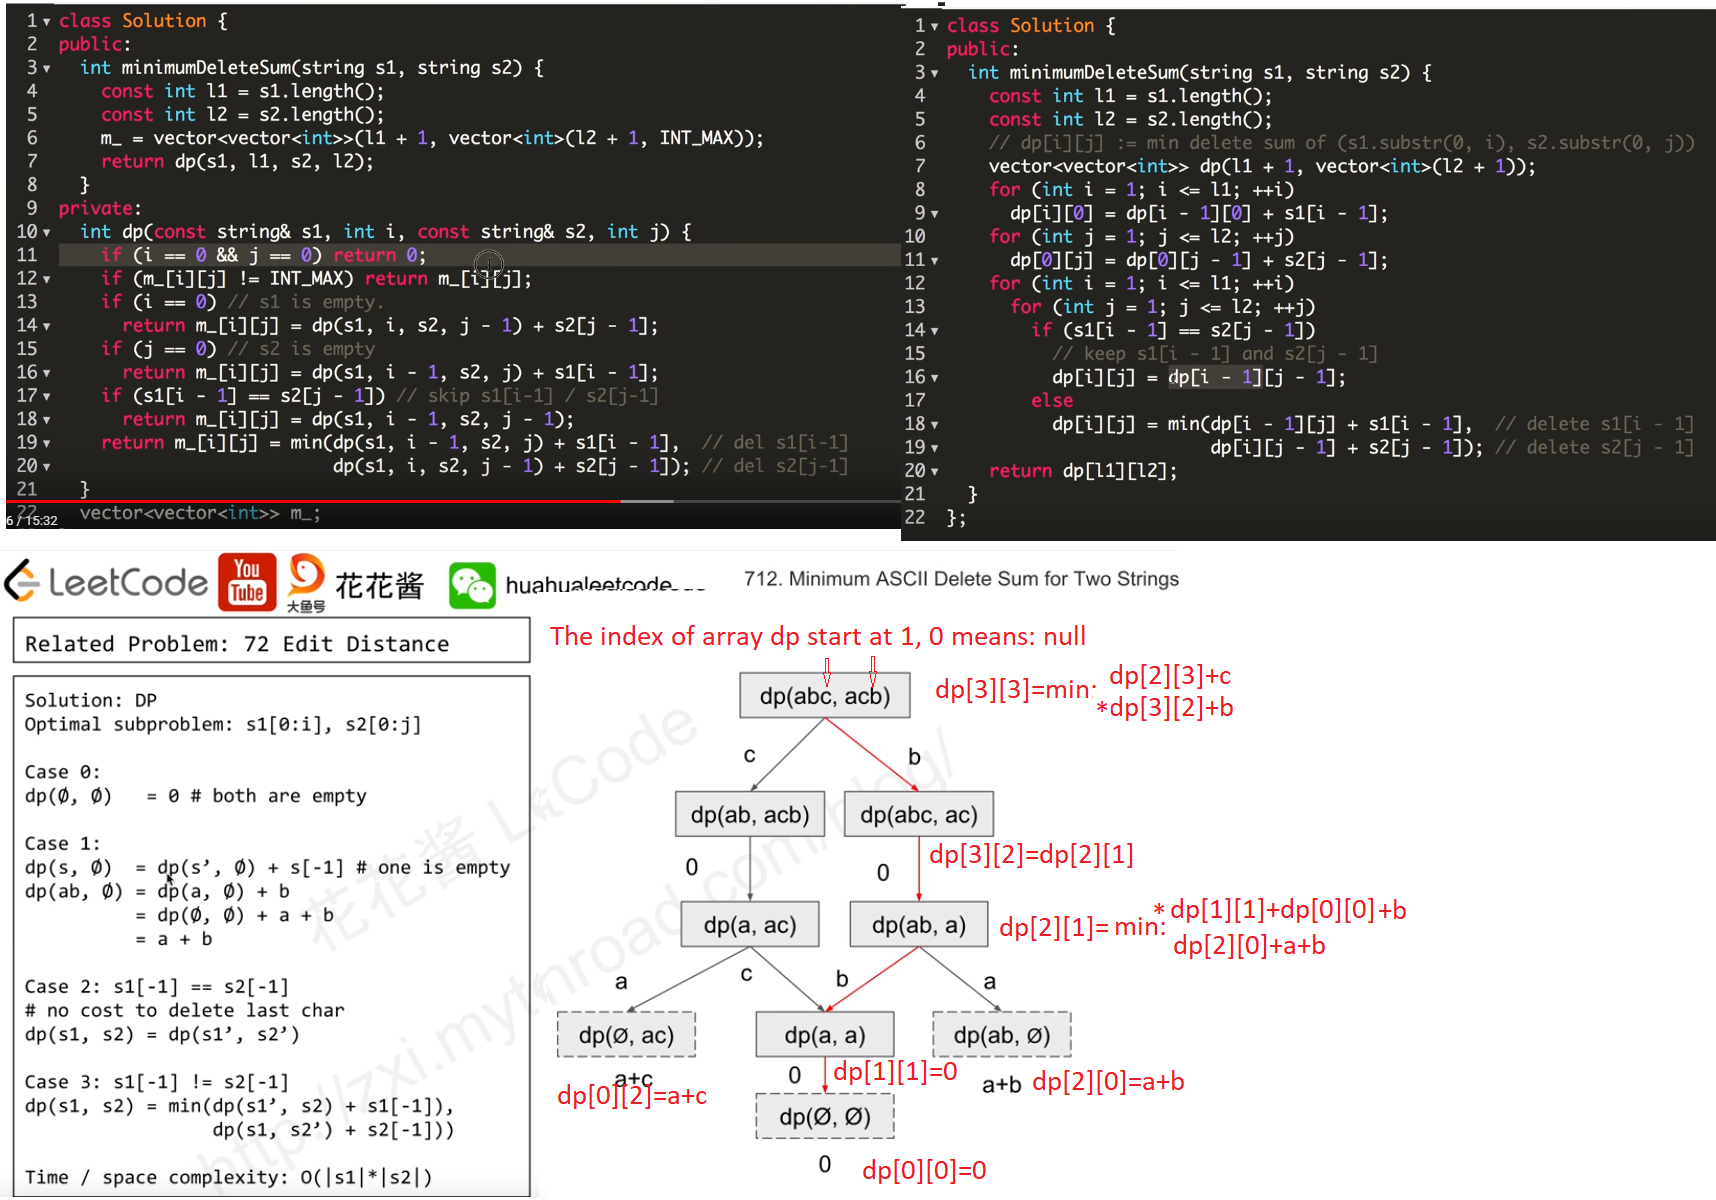 1 class Solution {
2 public:
3 int minimumDeleteSum(string s1, string s2) {
4 const int l1 = s1.length();
5 const int l2 = s2.length();
6 m_ = vector<vector<int>>(l1 + 1, vector<int>(l2 + 1, INT_MAX));
7 return dp(s1, l1, s2, l2);
8 }
9 private:
10 int dp(const string& s1, int i, const string& s2, int j) {
11 if (i == 0 && j == 0) return 0;
12 if (m_[i][j] != INT_MAX) return m_[i][j];
13 if (i == 0) // s1 is empty.
14 return m_[i][j] = dp(s1, i, s2, j - 1) + s2[j - 1];
15 if (j == 0) // s2 is empty
16 return m_[i][j] = dp(s1, i - 1, s2, j) + s1[i - 1];
17 if (s1[i - 1] == s2[j - 1]) // skip s1[i-1] / s2[j-1]
18 return m_[i][j] = dp(s1, i - 1, s2, j - 1);
19 return m_[i][j] = min(dp(s1, i - 1, s2, j) + s1[i - 1], // del s1[i-1]
20 dp(s1, i, s2, j - 1) + s2[j - 1]); // del s2[j-1]
21 }
22 vector<vector<int>> m_;
6 / 15:32
1 class Solution {
2 public:
3 int minimumDeleteSum(string s1, string s2) {
4 const int l1 = s1.length();
5 const int l2 = s2.length();
6 // dp[i][j] := min delete sum of (s1.substr(0, i), s2.substr(0, j))
7 vector<vector<int>> dp(l1 + 1, vector<int>(l2 + 1));
8 for (int i = 1; i <= l1; ++i)
9 dp[i][0] = dp[i - 1][0] + s1[i - 1];
10 for (int j = 1; j <= l2; ++j)
11 dp[0][j] = dp[0][j - 1] + s2[j - 1];
12 for (int i = 1; i <= l1; ++i)
13 for (int j = 1; j <= l2; ++j)
14 if (s1[i - 1] == s2[j - 1])
15 // keep s1[i - 1] and s2[j - 1]
16 dp[i][j] = dp[i - 1][j - 1];
17 else
18 dp[i][j] = min(dp[i - 1][j] + s1[i - 1], // delete s1[i - 1]
19 dp[i][j - 1] + s2[j - 1]); // delete s2[j - 1]
20 return dp[l1][l2];
21 }
22 };
LeetCode You Tube 大鱼号 花花酱 huahualeetcode
712. Minimum ASCII Delete Sum for Two Strings
Related Problem: 72 Edit Distance
Solution: DP
Optimal subproblem: s1[0:i], s2[0:j]
Case 0:
dp(Ø, Ø) = 0 # both are empty
Case 1:
dp(s, Ø) = dp(s’, Ø) + s[-1] # one is empty
dp(ab, Ø) = dp(a, Ø) + b
= dp(Ø, Ø) + a + b
= a + b
Case 2: s1[-1] == s2[-1]
# no cost to delete last char
dp(s1, s2) = dp(s1’, s2’)
Case 3: s1[-1] != s2[-1]
dp(s1, s2) = min(dp(s1’, s2) + s1[-1]),
dp(s1, s2’) + s2[-1]))
Time / space complexity: O(|s1|*|s2|)
The index of array dp start at 1, 0 means: null
dp(abc, acb)
dp[3][3]=min:
dp[2][3]+c
*dp[3][2]+b
c
b
dp(ab, acb)
dp(abc, ac)
0
0
dp[3][2]=dp[2][1]
dp(a, ac)
dp(ab, a)
dp[2][1]= min:
*dp[1][1]+dp[0][0]+b
dp[2][0]+a+b
a
c
b
a
dp(Ø, ac)
dp(a, a)
dp(ab, Ø)
a+c
dp[0][2]=a+c
0
dp[1][1]=0
a+b
dp[2][0]=a+b
dp(Ø, Ø)
0
dp[0][0]=0
花花酱 LeetCode
http://zxi.mytechroad.com/blog/